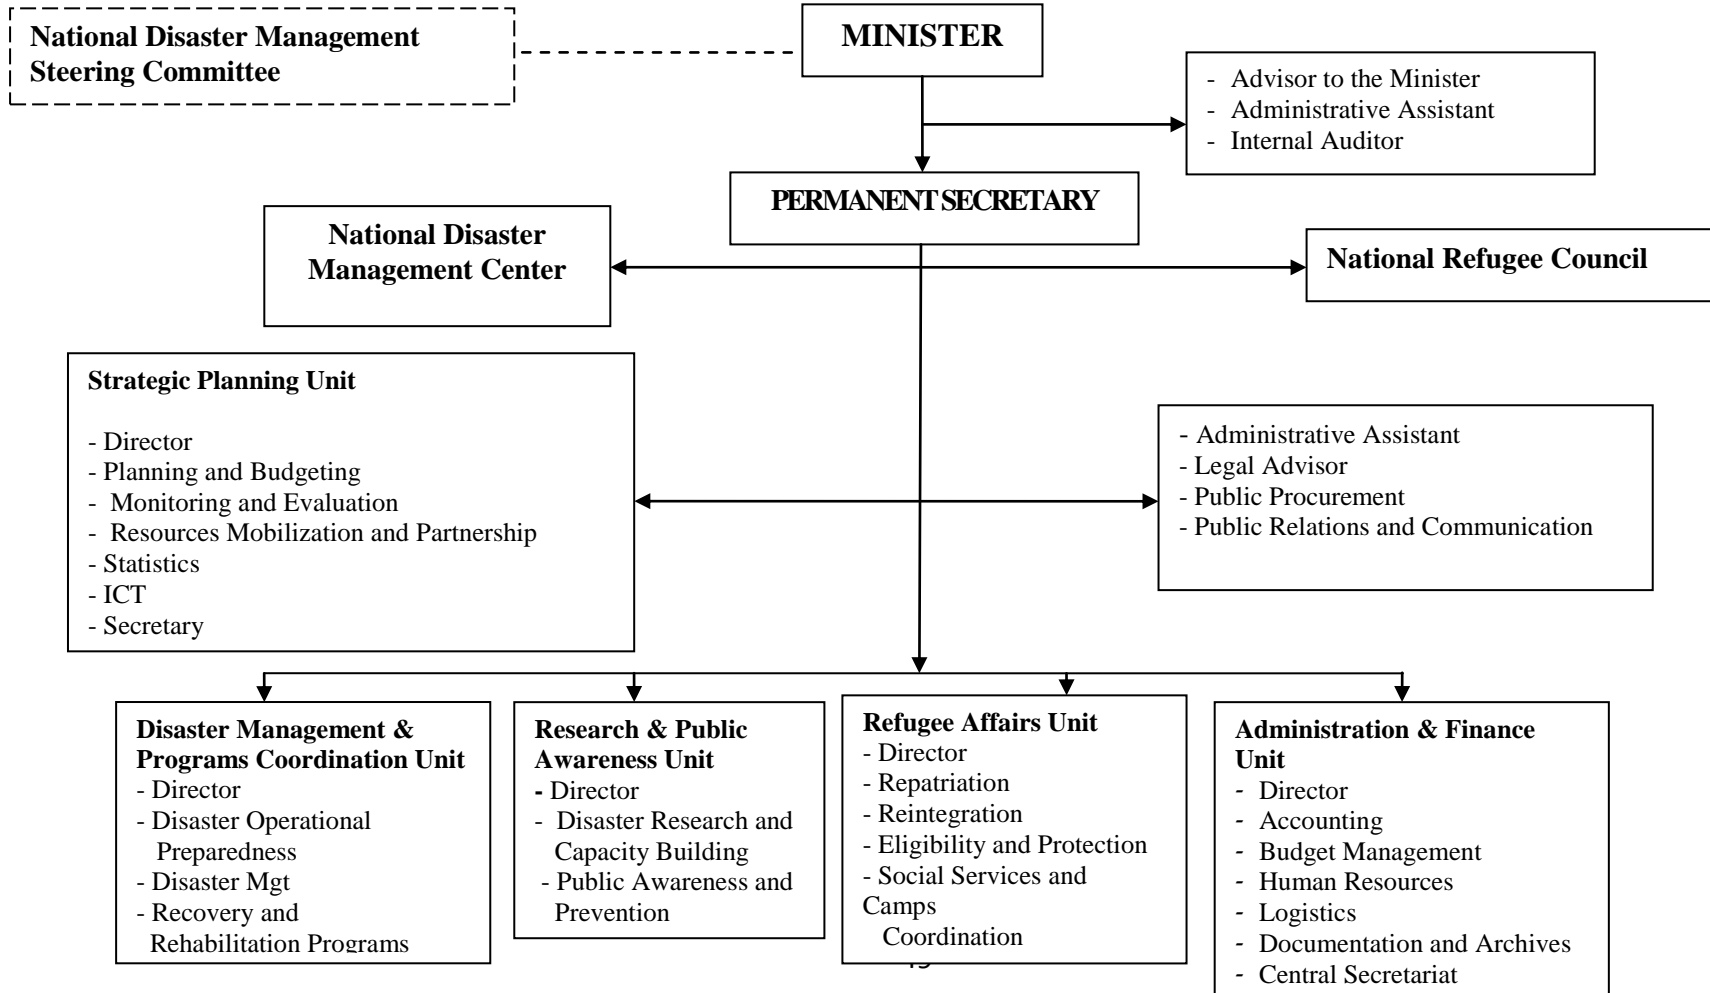 National Disaster Management
Steering Committee
MINISTER
- Advisor to the Minister
- Administrative Assistant
- Internal Auditor
PERMANENT SECRETARY
National Disaster
Management Center
National Refugee Council
Strategic Planning Unit
- Director
- Planning and Budgeting
- Monitoring and Evaluation
- Resources Mobilization and Partnership
- Statistics
- ICT
- Secretary
- Administrative Assistant
- Legal Advisor
- Public Procurement
- Public Relations and Communication
Disaster Management &
Programs Coordination Unit
- Director
- Disaster Operational
Preparedness
- Disaster Mgt
- Recovery and
Rehabilitation Programs
Research & Public
Awareness Unit
- Director
- Disaster Research and
Capacity Building
- Public Awareness and
Prevention
Refugee Affairs Unit
- Director
- Repatriation
- Reintegration
- Eligibility and Protection
- Social Services and
Camps
Coordination
Administration & Finance
Unit
- Director
- Accounting
- Budget Management
- Human Resources
- Logistics
- Documentation and Archives
- Central Secretariat